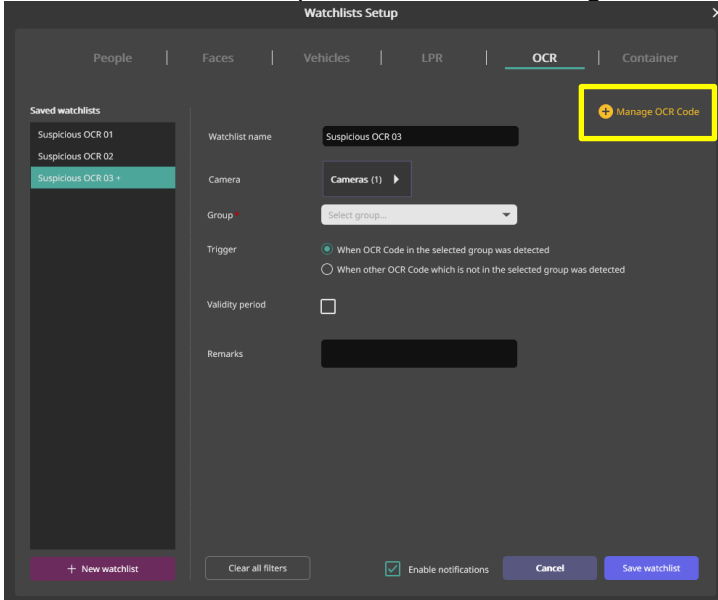 Watchlists Setup
People
Faces
Vehicles
LPR
OCR
Container
Saved watchlists
Suspicious OCR 01
Suspicious OCR 02
Suspicious OCR 03 +
+ New watchlist
+ Manage OCR Code
Watchlist name
Suspicious OCR 03
Camera
Cameras (1)
Group*
Select group...
Trigger
When OCR Code in the selected group was detected
When other OCR Code which is not in the selected group was detected
Validity period
Remarks
Clear all filters
Enable notifications
Cancel
Save watchlist